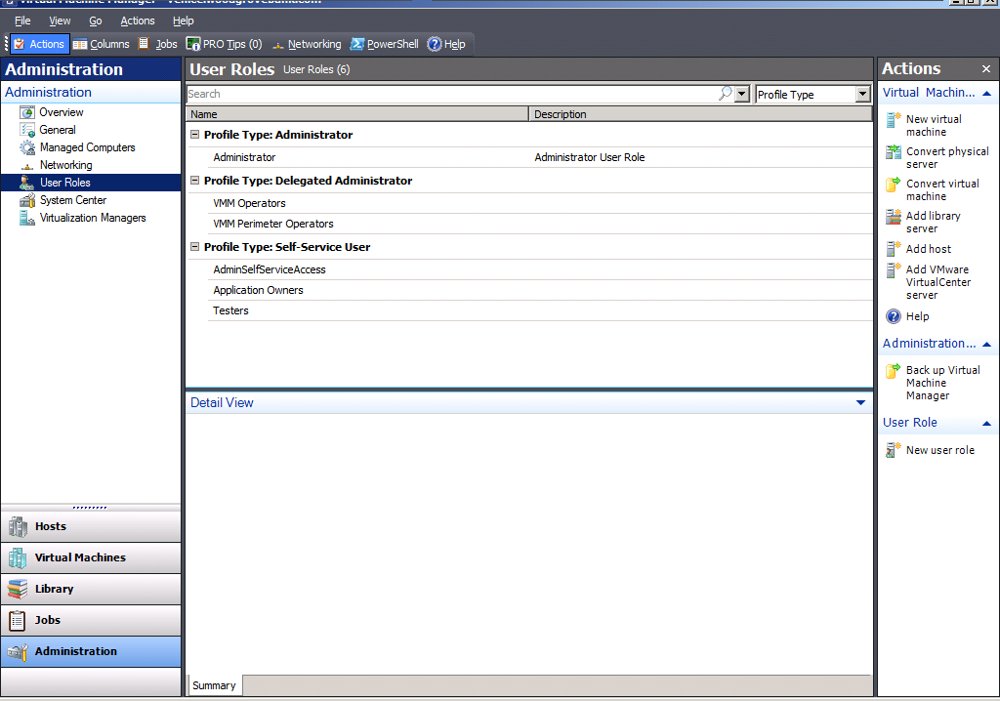 Virtual Machine Manager
File View Go Actions Help
Actions Columns Jobs PRO Tips (0) Networking PowerShell Help
Administration
Administration
Overview
General
Managed Computers
Networking
User Roles
System Center
Virtualization Managers
Hosts
Virtual Machines
Library
Jobs
Administration
User Roles User Roles (6)
Search
Profile Type
Name Description
Profile Type: Administrator
Administrator Administrator User Role
Profile Type: Delegated Administrator
VMM Operators
VMM Perimeter Operators
Profile Type: Self-Service User
AdminSelfServiceAccess
Application Owners
Testers
Detail View
Summary
Actions
Virtual Machin...
New virtual
machine
Convert physical
server
Convert virtual
machine
Add library
server
Add host
Add VMware
VirtualCenter
server
Help
Administration...
Back up Virtual
Machine
Manager
User Role
New user role